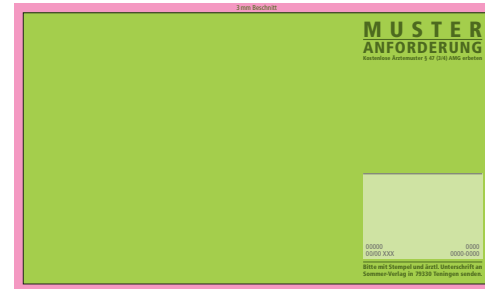 3 mm Beschnitt
MUSTER
ANFORDERUNG
Kostenlose Ärztemuster § 47 (3/4) AMG erbeten
00000 0000
00/00 XXX 0000-0000
Bitte mit Stempel und ärztl. Unterschrift an
Sommer-Verlag in 79330 Teningen senden.